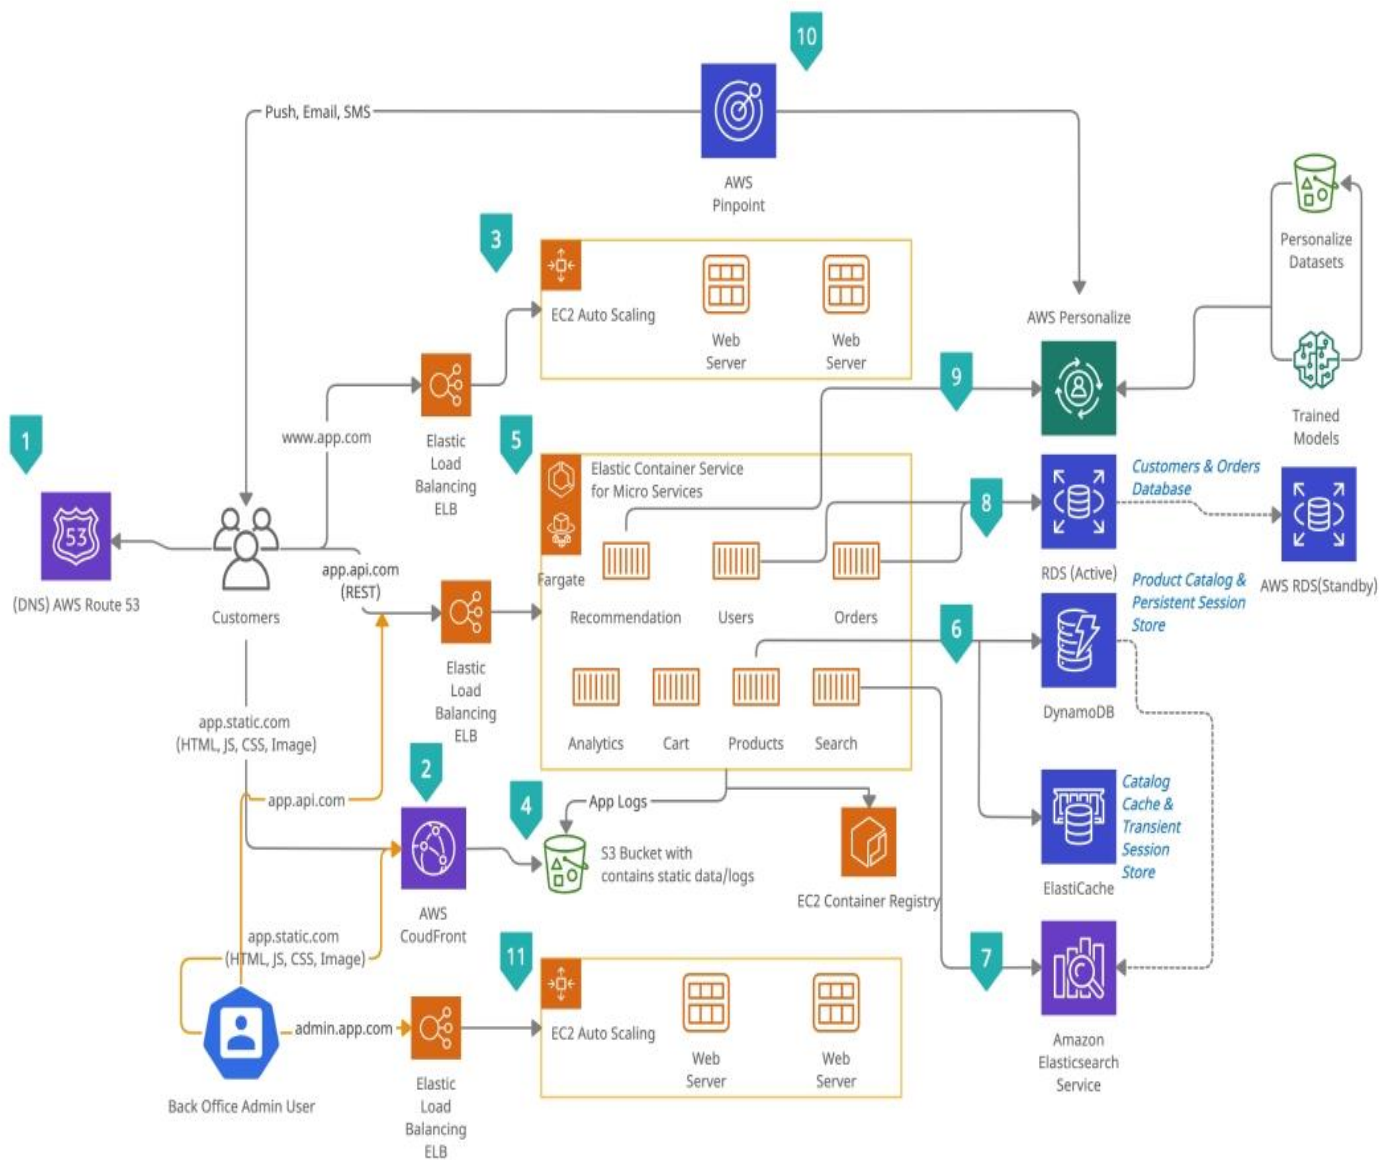 10
Push, Email, SMS
AWS
Pinpoint
3
EC2 Auto Scaling
Web
Server
Web
Server
Personalize
Datasets
AWS Personalize
9
Trained
Models
1
53
(DNS) AWS Route 53
www.app.com
Elastic
Load
Balancing
ELB
Customers
app.api.com
(REST)
5
Elastic Container Service
for Micro Services
Fargate
Recommendation
Users
Orders
Analytics
Cart
Products
Search
8
Customers & Orders
Database
RDS (Active)
AWS RDS(Standby)
6
Product Catalog &
Persistent Session
Store
DynamoDB
Elastic
Load
Balancing
ELB
app.static.com
(HTML, JS, CSS, Image)
app.api.com
2
AWS
CoudFront
4
App Logs
S3 Bucket with
contains static data/logs
EC2 Container Registry
Catalog
Cache &
Transient
Session
Store
ElastiCache
app.static.com
(HTML, JS, CSS, Image)
11
7
admin.app.com
Back Office Admin User
Elastic
Load
Balancing
ELB
EC2 Auto Scaling
Web
Server
Web
Server
Amazon
Elasticsearch
Service